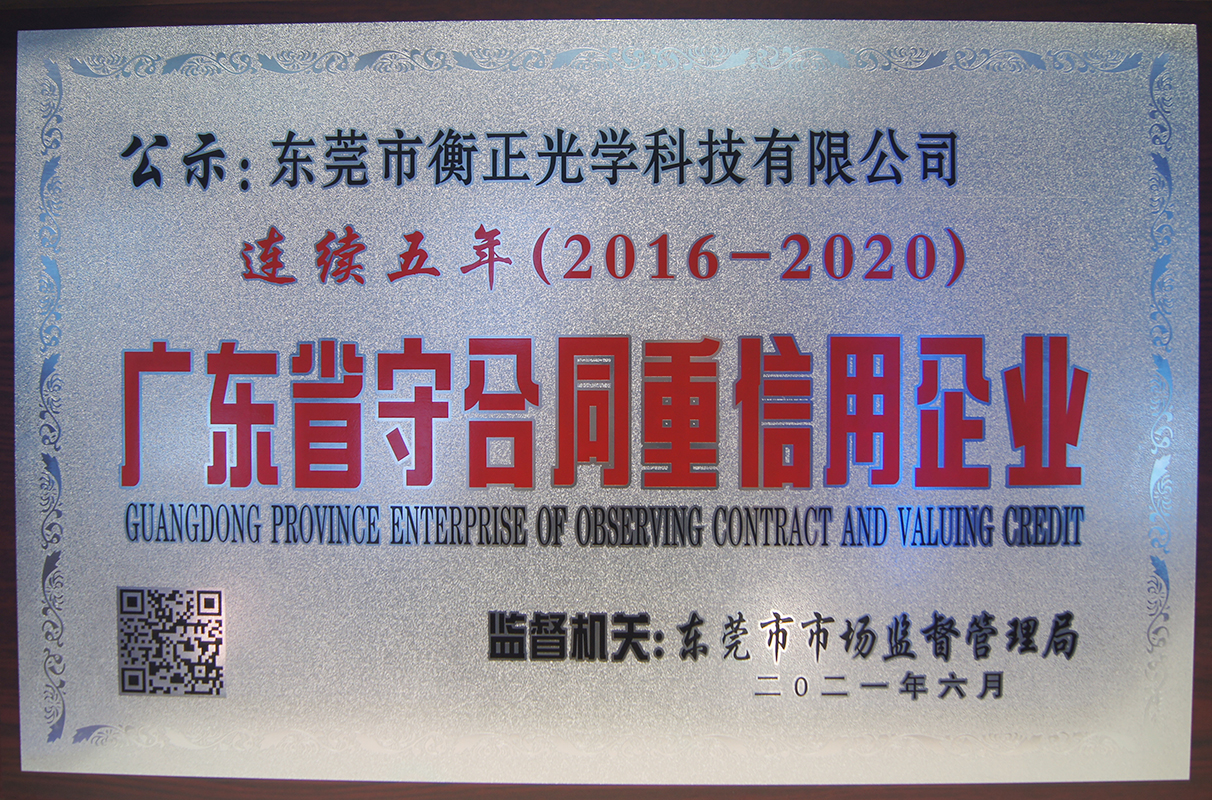 公示:东莞市衡正光学科技有限公司
连续五年(2016-2020)
广东省守合同重信用企业
GUANGDONG PROVINCE ENTERPRISE OF OBSERVING CONTRACT AND VALUING CREDIT
监督机关:东莞市市场监督管理局
二0二一年六月